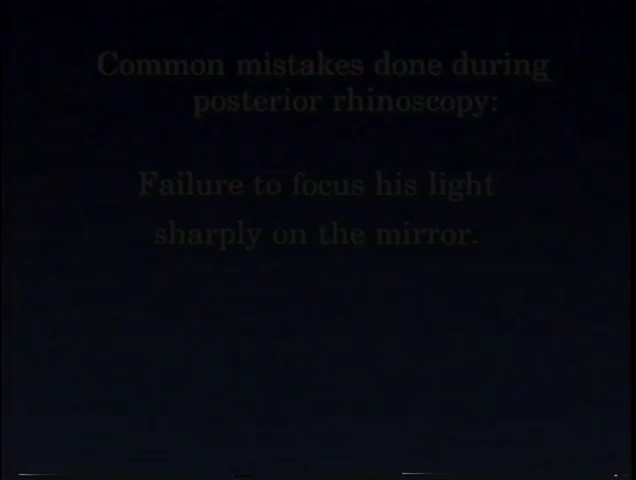 Common mistakes done during
posterior rhinoscopy:
Failure to focus his light
sharply on the mirror.